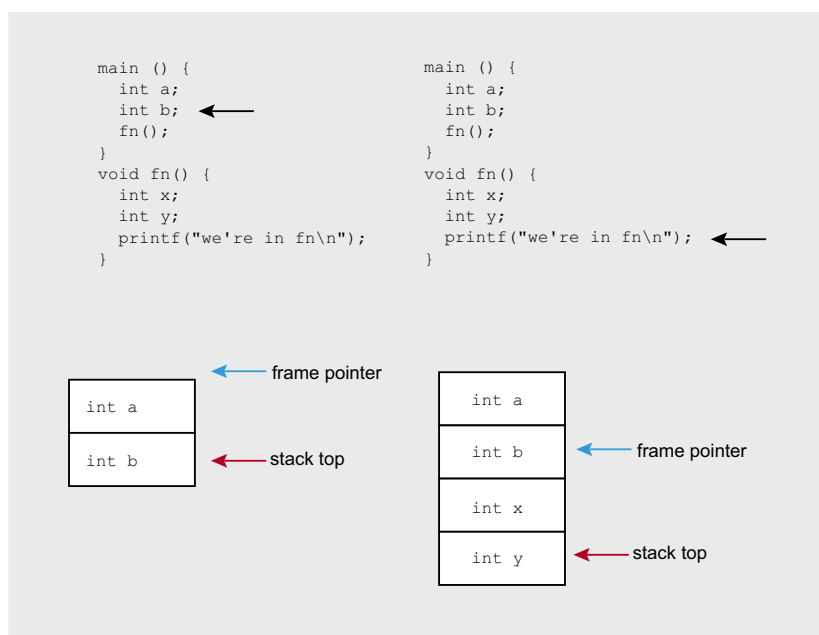 main () {
  int a;
  int b;
  fn();
}
void fn() {
  int x;
  int y;
  printf("we're in fn\n");
}
main () {
  int a;
  int b;
  fn();
}
void fn() {
  int x;
  int y;
  printf("we're in fn\n");
}
frame pointer
int a
int b
stack top
int a
int b
frame pointer
int x
int y
stack top